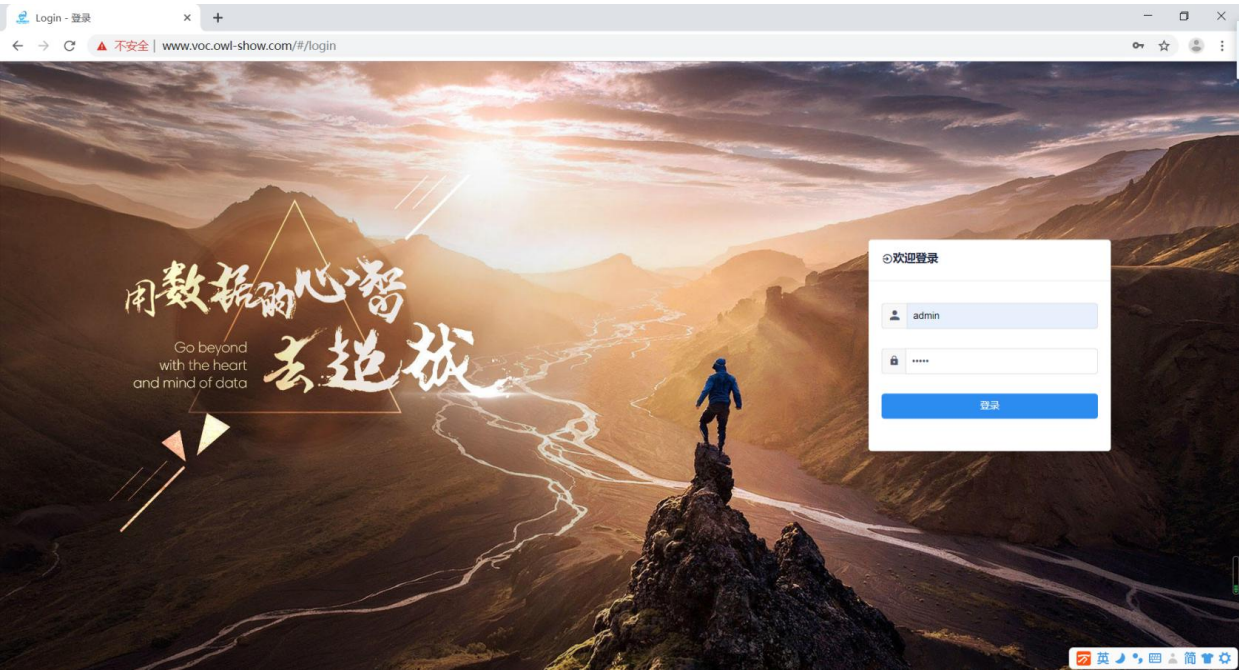 Login - 登录
不安全 | www.voc.owl-show.com/#/login
用数据的心智
去超越
Go beyond
with the heart
and mind of data
欢迎登录
admin
•••••
登录
英
简